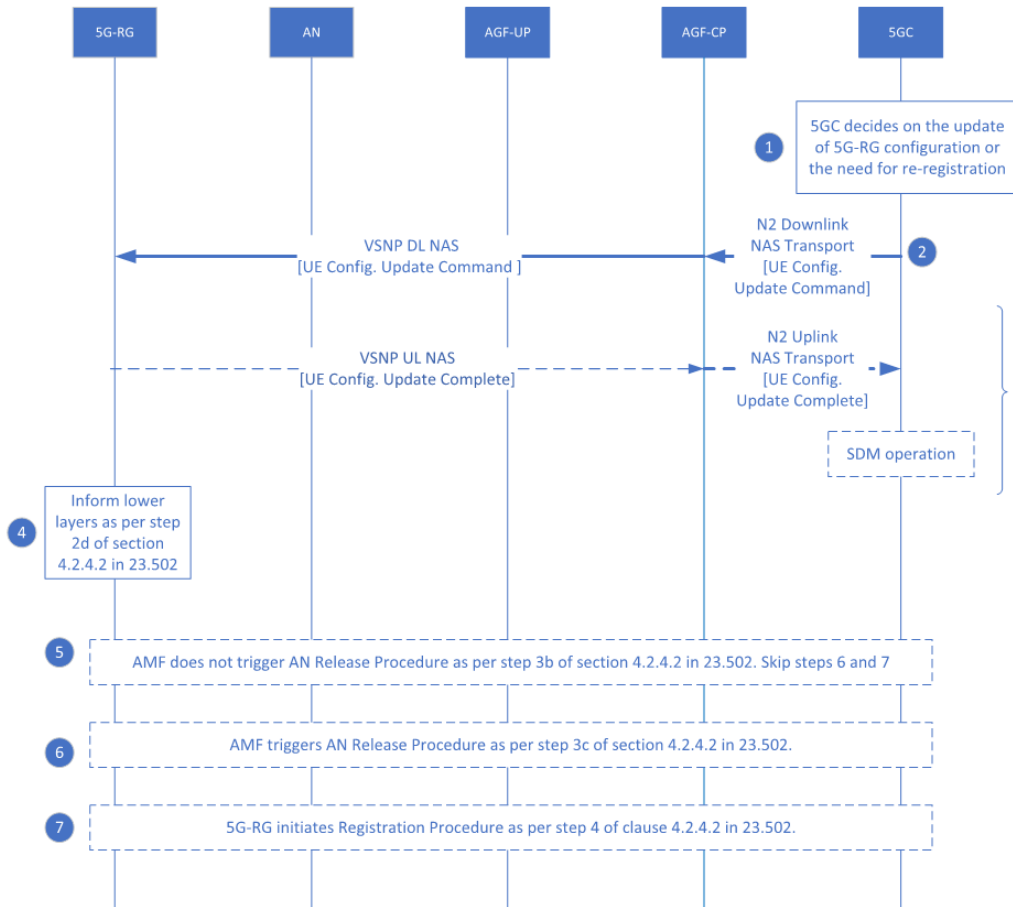 5G-RG
AN
AGF-UP
AGF-CP
5GC
1
5GC decides on the update
of 5G-RG configuration or
the need for re-registration
VSNP DL NAS
[UE Config. Update Command ]
N2 Downlink
NAS Transport
[UE Config.
Update Command]
2
VSNP UL NAS
[UE Config. Update Complete]
N2 Uplink
NAS Transport
[UE Config.
Update Complete]
SDM operation
4
Inform lower
layers as per step
2d of section
4.2.4.2 in 23.502
5
AMF does not trigger AN Release Procedure as per step 3b of section 4.2.4.2 in 23.502. Skip steps 6 and 7
6
AMF triggers AN Release Procedure as per step 3c of section 4.2.4.2 in 23.502.
7
5G-RG initiates Registration Procedure as per step 4 of clause 4.2.4.2 in 23.502.